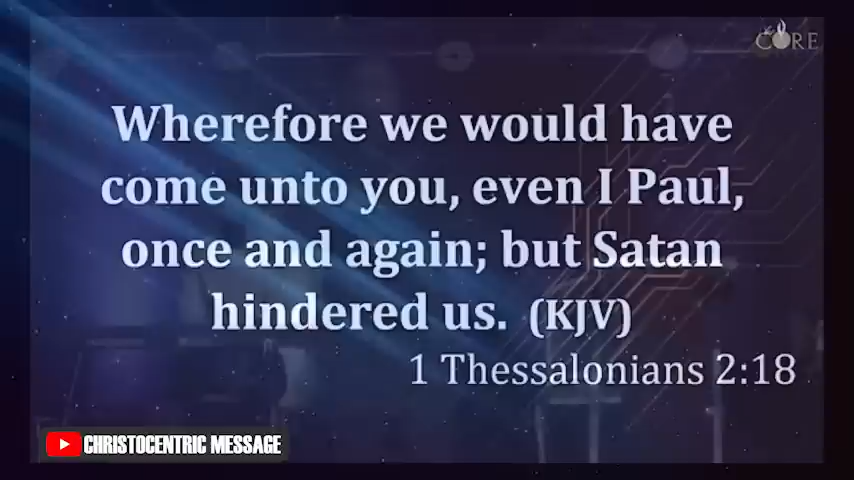 CORE
Wherefore we would have
come unto you, even I Paul,
once and again; but Satan
hindered us. (KJV)
1 Thessalonians 2:18
CHRISTOCENTRIC MESSAGE